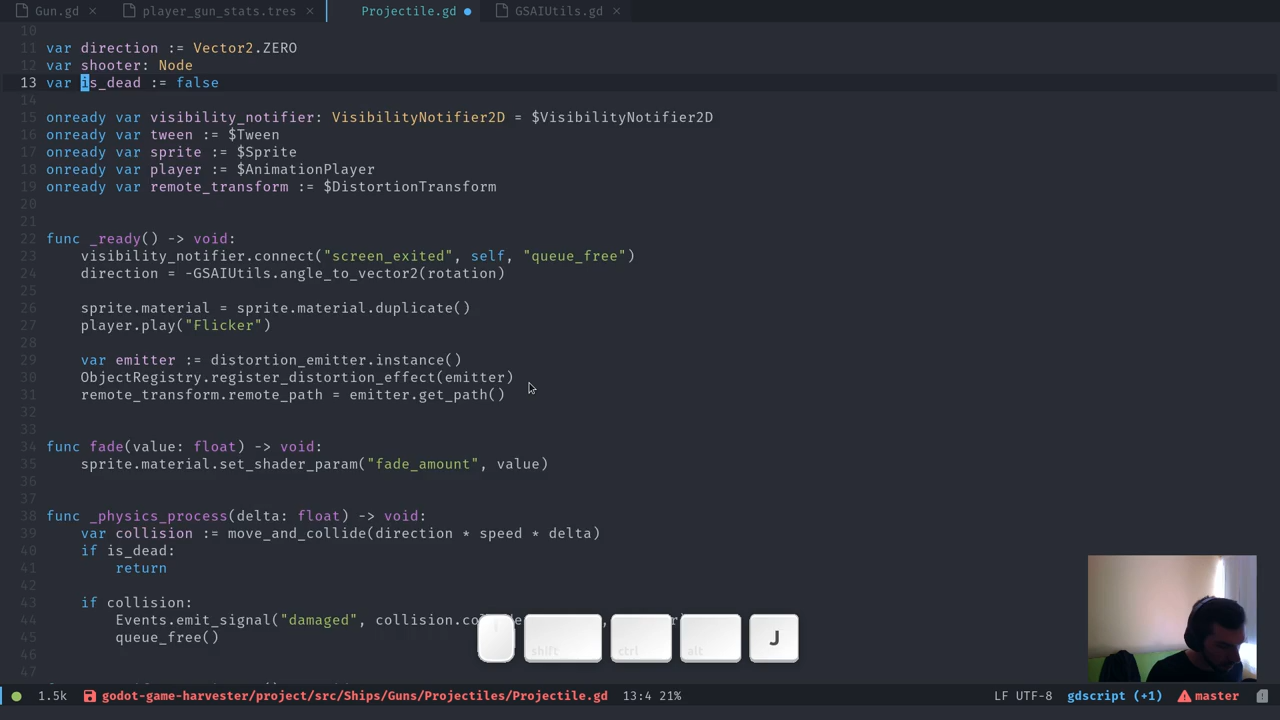 Gun.gd × player_gun_stats.tres × Projectile.gd GSAIUtils.gd ×
10
11 var direction := Vector2.ZERO
12 var shooter: Node
13 var is_dead := false
14
15 onready var visibility_notifier: VisibilityNotifier2D = $VisibilityNotifier2D
16 onready var tween := $Tween
17 onready var sprite := $Sprite
18 onready var player := $AnimationPlayer
19 onready var remote_transform := $DistortionTransform
20
21
22 func _ready() -> void:
23 visibility_notifier.connect("screen_exited", self, "queue_free")
24 direction = -GSAIUtils.angle_to_vector2(rotation)
25
26 sprite.material = sprite.material.duplicate()
27 player.play("Flicker")
28
29 var emitter := distortion_emitter.instance()
30 ObjectRegistry.register_distortion_effect(emitter)
31 remote_transform.remote_path = emitter.get_path()
32
33
34 func fade(value: float) -> void:
35 sprite.material.set_shader_param("fade_amount", value)
36
37
38 func _physics_process(delta: float) -> void:
39 var collision := move_and_collide(direction * speed * delta)
40 if is_dead:
41 return
42
43 if collision:
44 Events.emit_signal("damaged", collision.co
45 queue_free()
46
47
shift ctrl alt J
1.5k godot-game-harvester/project/src/Ships/Guns/Projectiles/Projectile.gd 13:4 21% LF UTF-8 gdscript (+1) master